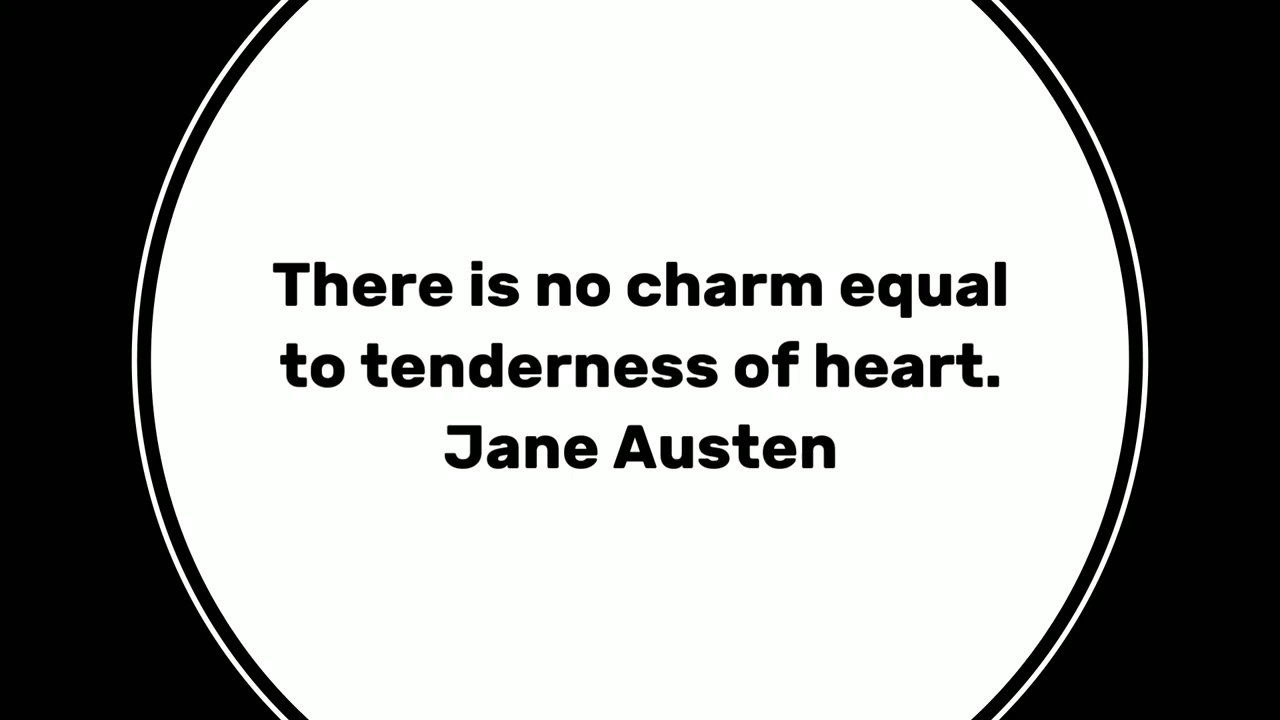 There is no charm equal
to tenderness of heart.
Jane Austen